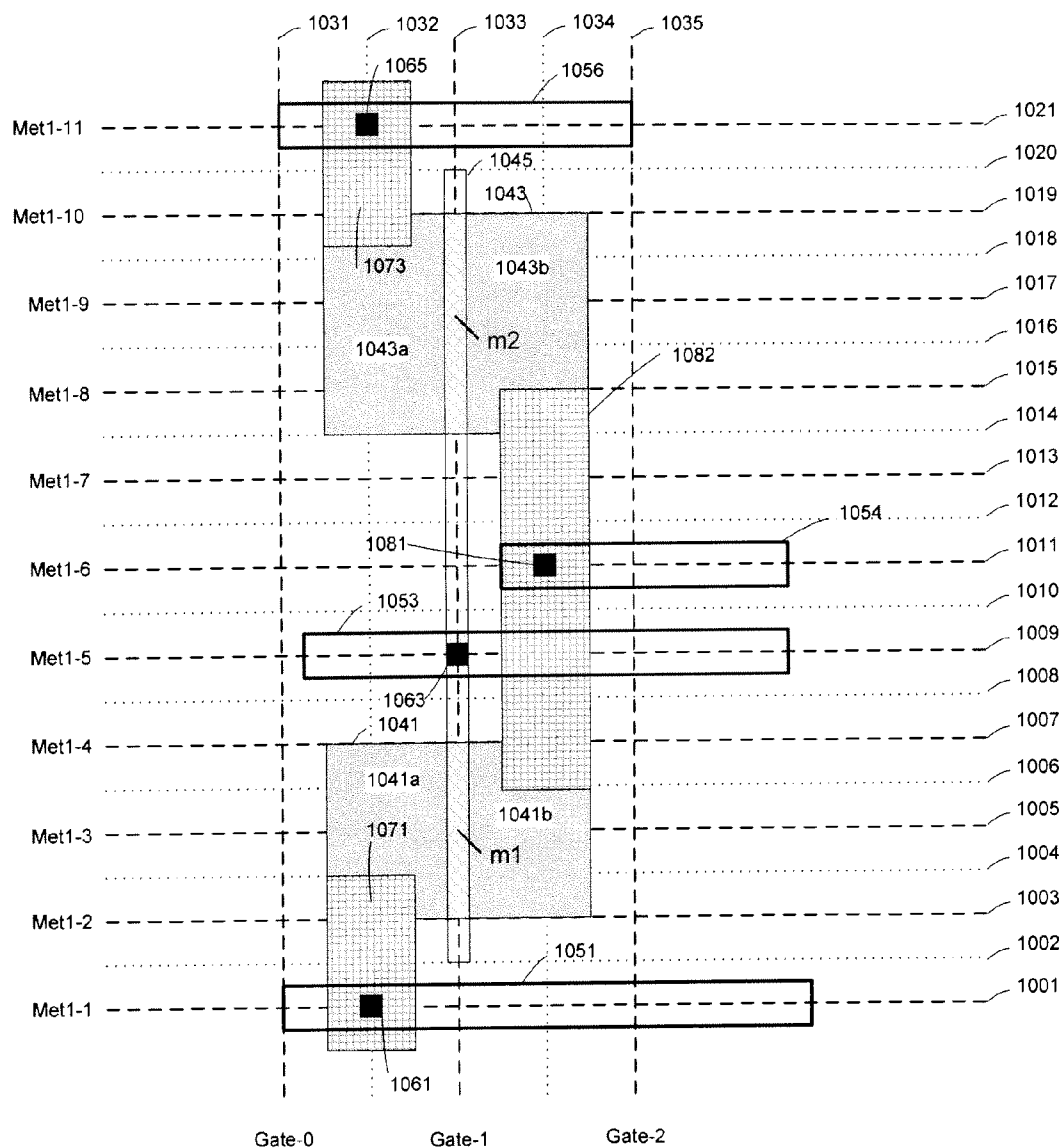 1031 1032 1033 1034 1035
1065 1056
Met1-11 1021
1045 1020
Met1-10 1043 1019
1018
1073 1043b
Met1-9 1017
1043a m2 1016
1082
Met1-8 1015
1014
Met1-7 1013
1012
1081 1054
Met1-6 1011
1053 1010
Met1-5 1009
1063 1008
1041 1007
Met1-4
1041a 1006
1071 1041b 1005
Met1-3
m1 1004
Met1-2 1003
1051 1002
Met1-1 1001
1061
Gate-0 Gate-1 Gate-2